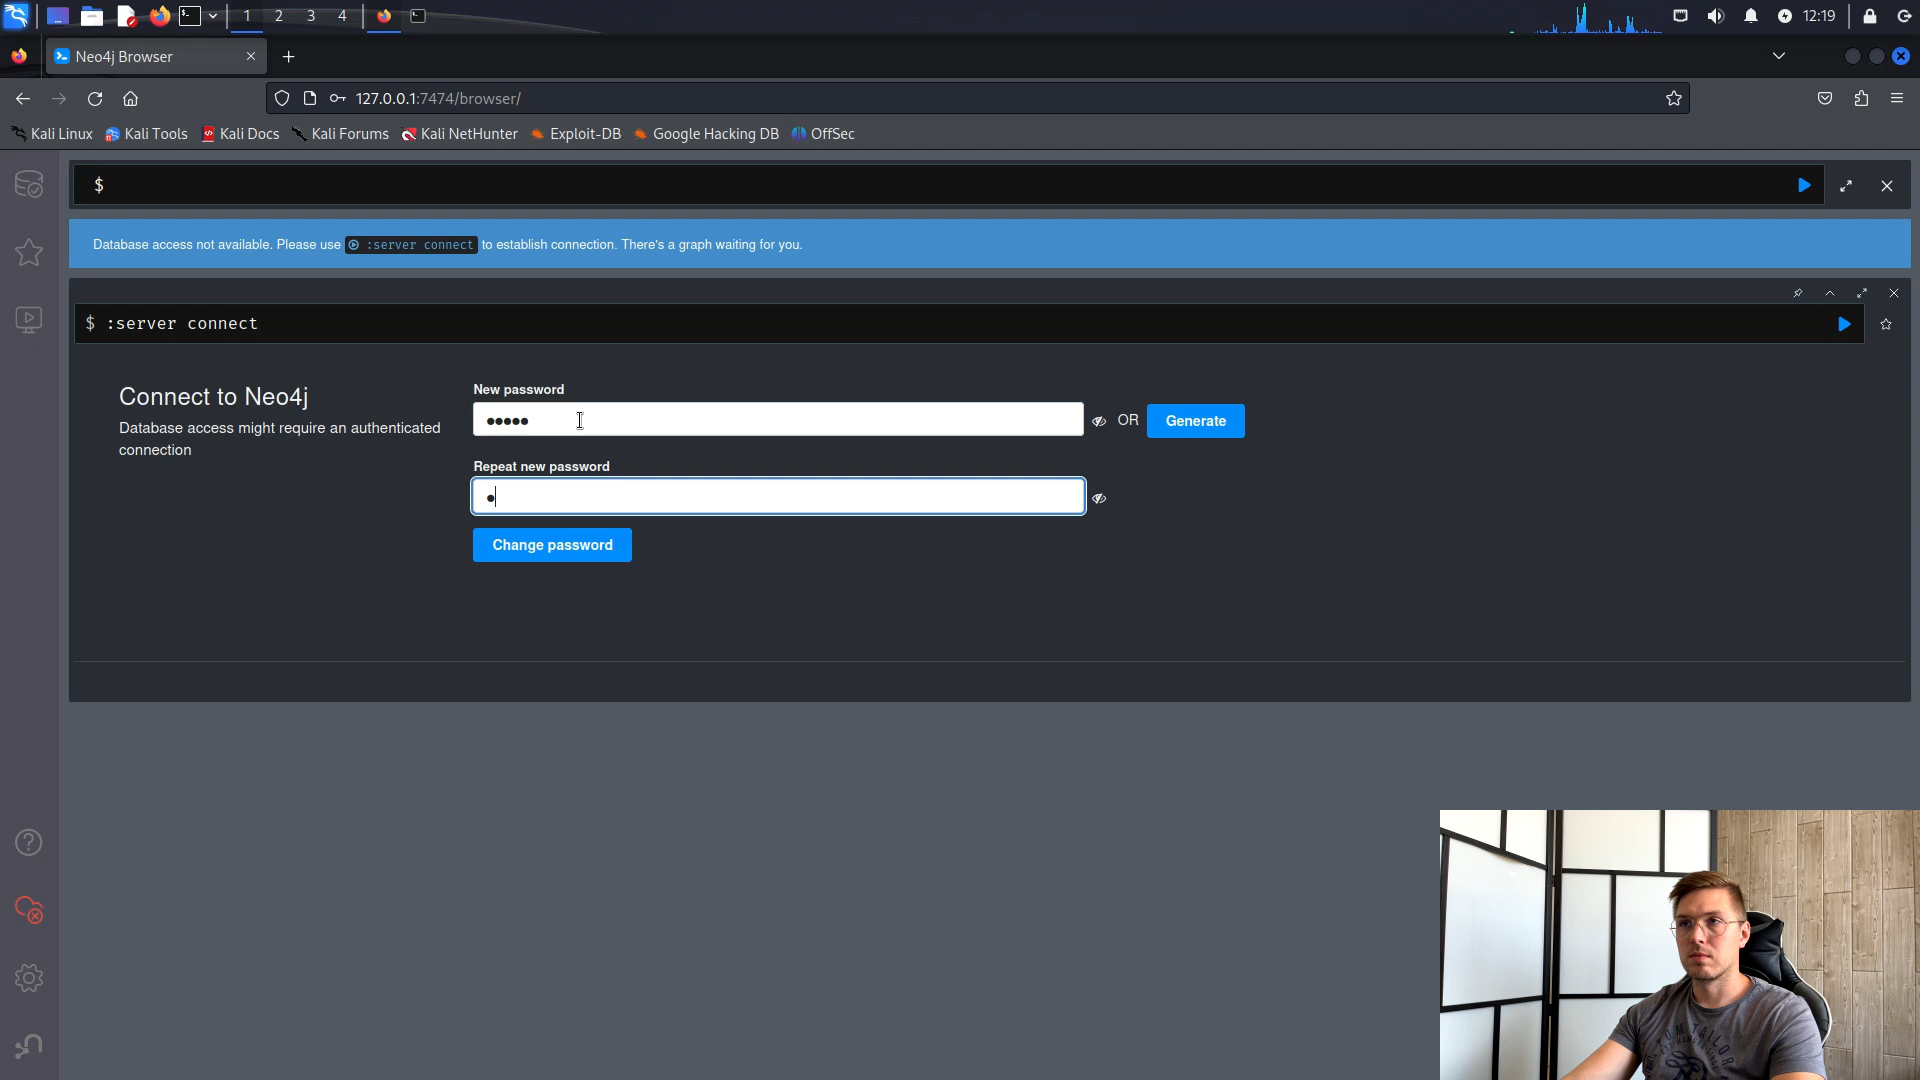 1 2 3 4
12:19
Neo4j Browser
127.0.0.1:7474/browser/
Kali Linux Kali Tools Kali Docs Kali Forums Kali NetHunter Exploit-DB Google Hacking DB OffSec
$
Database access not available. Please use :server connect to establish connection. There's a graph waiting for you.
$ :server connect
Connect to Neo4j
Database access might require an authenticated
connection
New password
•••••
OR Generate
Repeat new password
•
Change password